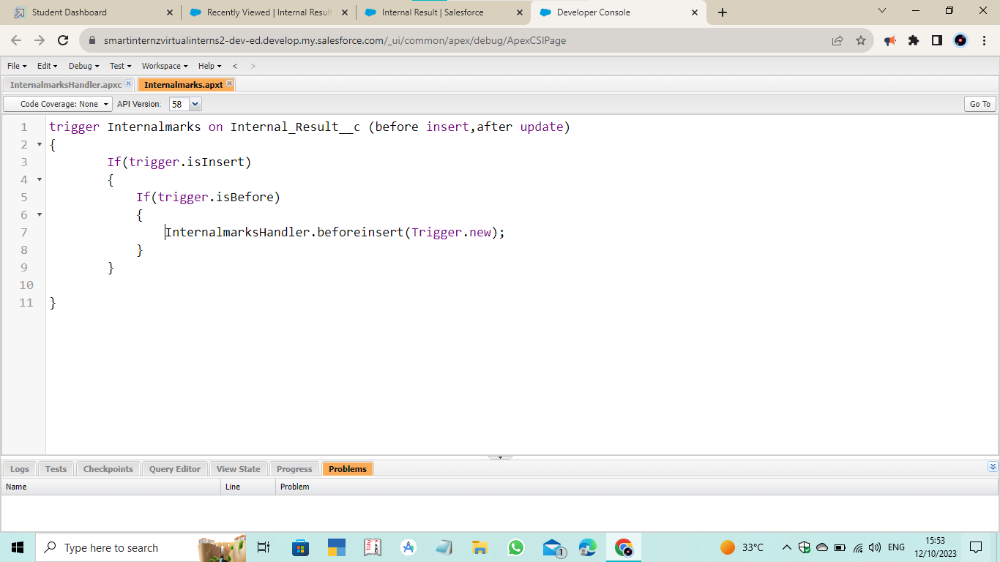 Student Dashboard
Recently Viewed | Internal Result
Internal Result | Salesforce
Developer Console
smartinternzvirtualinterns2-dev-ed.develop.my.salesforce.com/_ui/common/apex/debug/ApexCSIPage
File Edit Debug Test Workspace Help < >
InternalmarksHandler.apxc Internalmarks.apxt
Code Coverage: None API Version: 58 Go To
1 trigger Internalmarks on Internal_Result__c (before insert,after update)
2 {
3 If(trigger.isInsert)
4 {
5 If(trigger.isBefore)
6 {
7 InternalmarksHandler.beforeinsert(Trigger.new);
8 }
9 }
10
11 }
Logs Tests Checkpoints Query Editor View State Progress Problems
Name Line Problem
Type here to search
1
33°C
ENG
15:53
12/10/2023